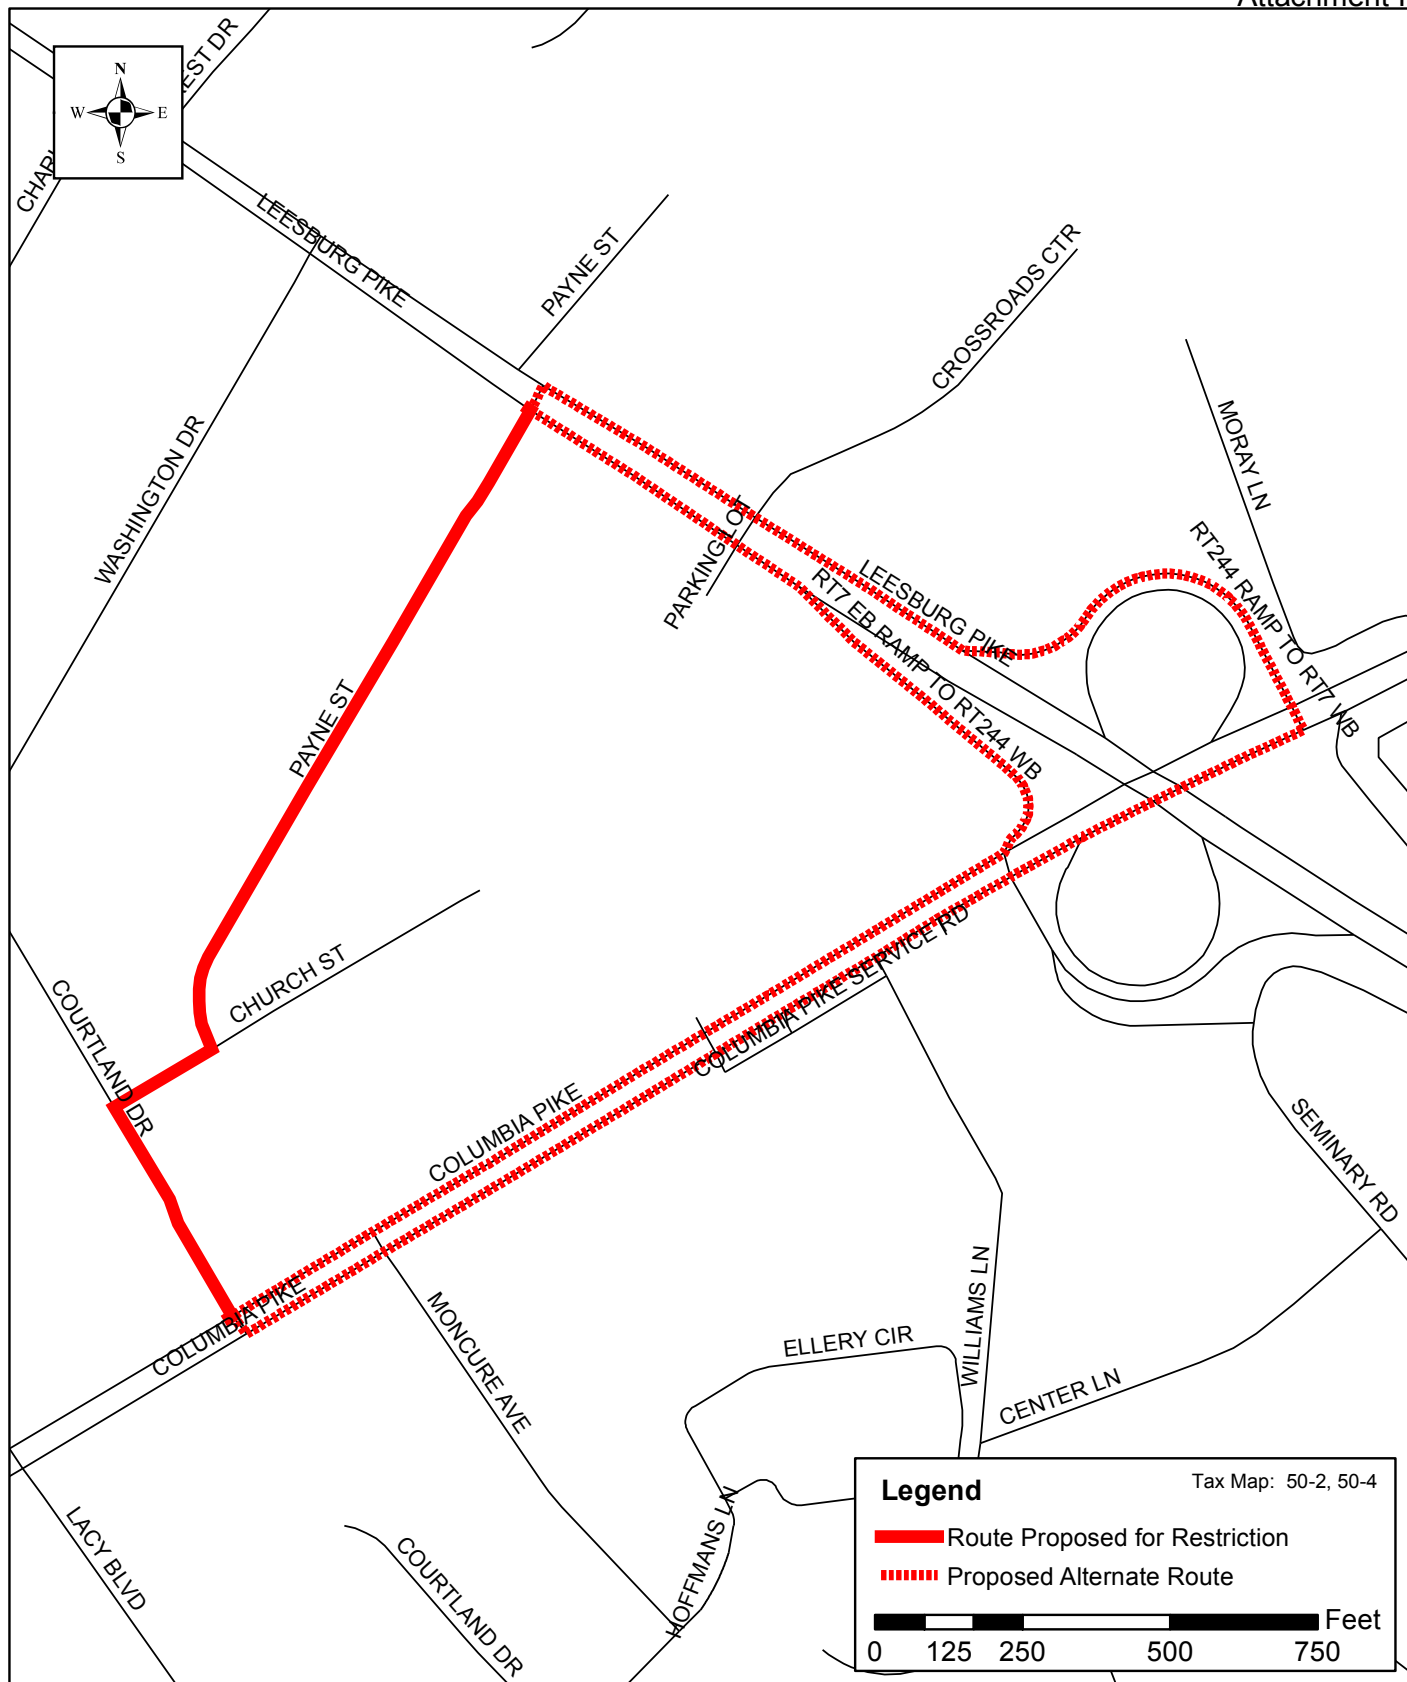 N
W E
S
LEESBURG PIKE
PAYNE ST
CROSSROADS CTR
WASHINGTON DR
MORAY LN
PARKING LOT
RT244 RAMP TO RT7 WB
LEESBURG PIKE
RT7 EB RAMP TO RT244 WB
PAYNE ST
CHURCH ST
COURTLAND DR
COLUMBIA PIKE SERVICE RD
COLUMBIA PIKE
SEMINARY RD
COLUMBIA PIKE
MONCURE AVE
WILLIAMS LN
ELLERY CIR
CENTER LN
LACY BLVD
COURTLAND DR
HOFFMANS LN
Legend
Tax Map: 50-2, 50-4
Route Proposed for Restriction
Proposed Alternate Route
Feet
0 125 250 500 750